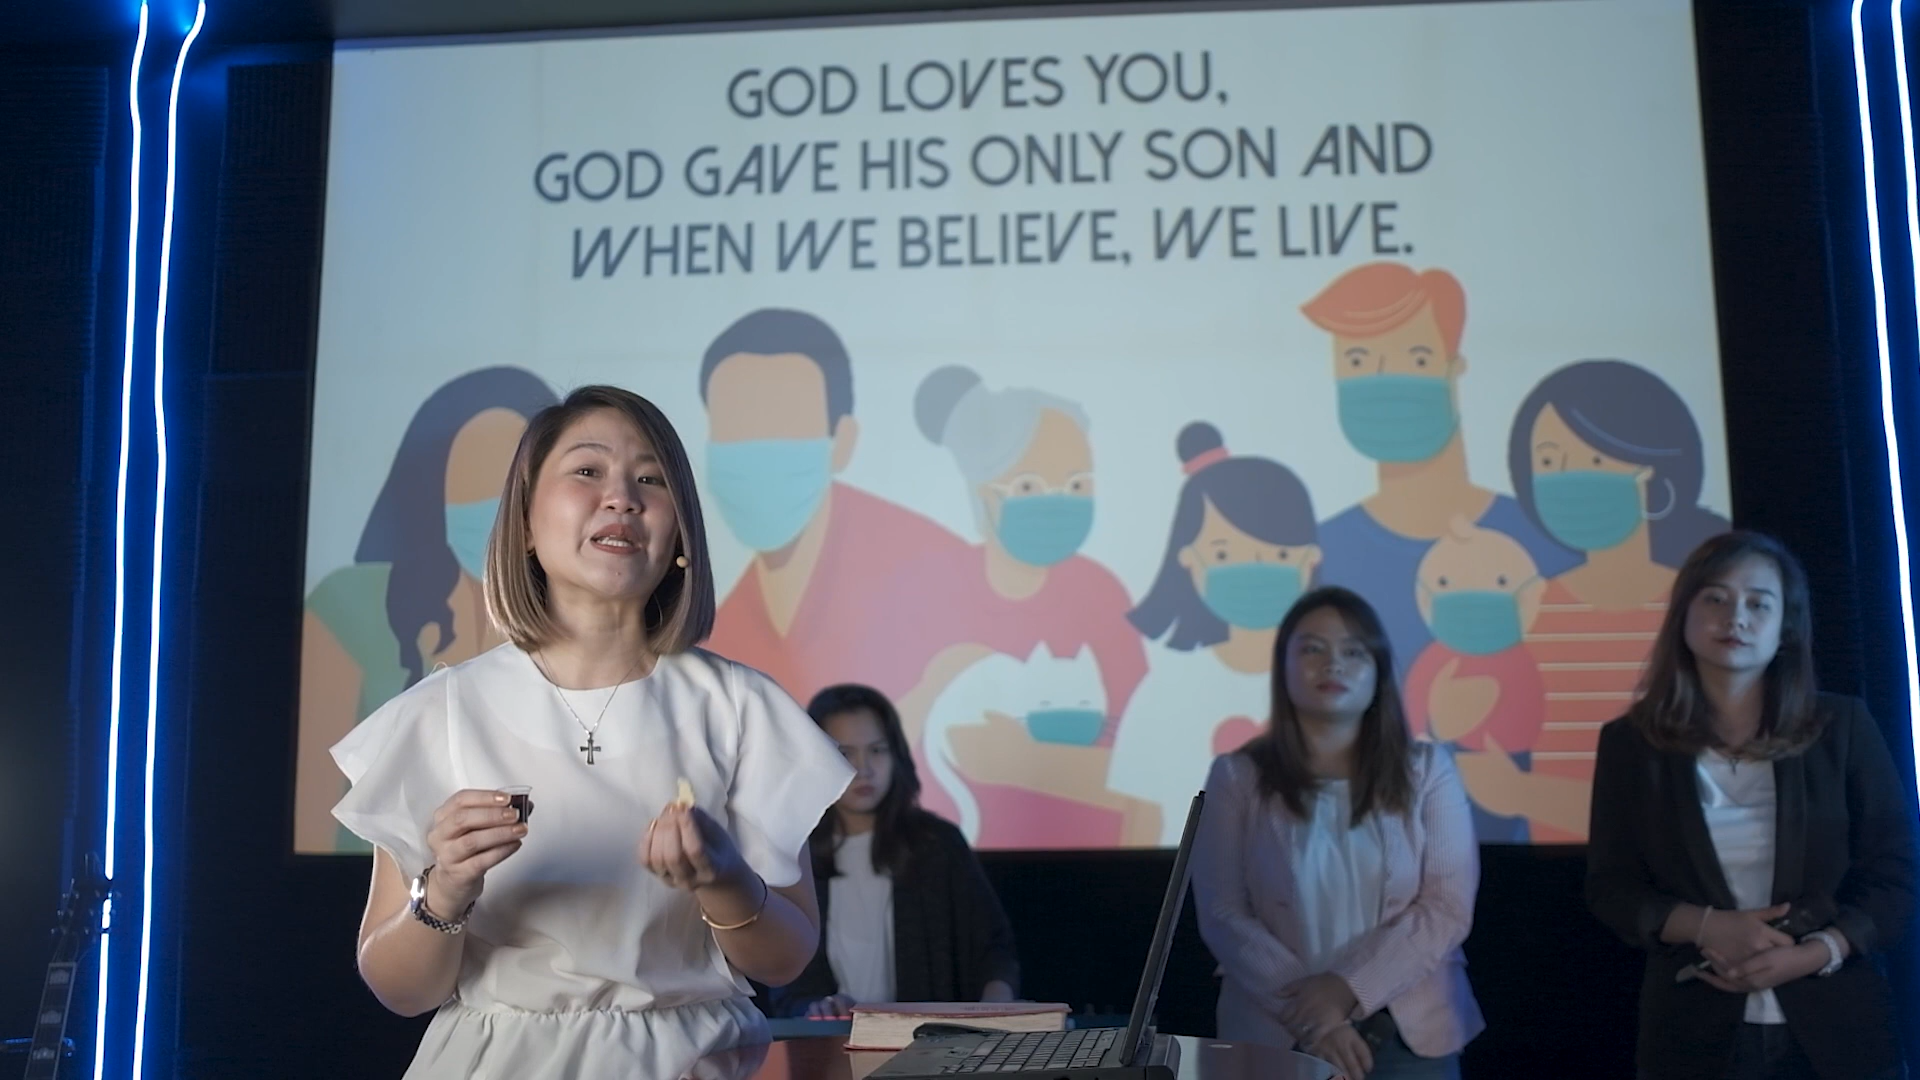 GOD LOVES YOU,
GOD GAVE HIS ONLY SON AND
WHEN WE BELIEVE, WE LIVE.